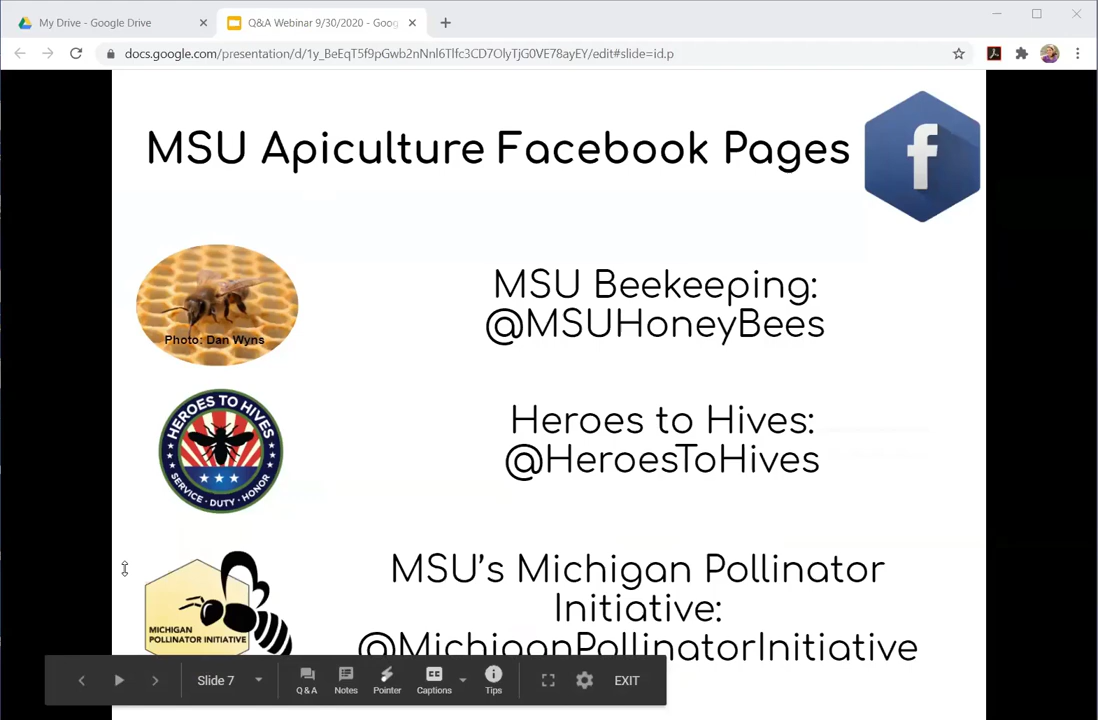 My Drive - Google Drive
Q&A Webinar 9/30/2020 - Goog
docs.google.com/presentation/d/1y_BeEqT5f9pGwb2nNnl6Tlfc3CD7OlyTjG0VE78ayEY/edit#slide=id.p
MSU Apiculture Facebook Pages
f
Photo: Dan Wyns
MSU Beekeeping:
@MSUHoneyBees
HEROES TO HIVES
SERVICE · DUTY · HONOR
Heroes to Hives:
@HeroesToHives
MICHIGAN
POLLINATOR INITIATIVE
MSU’s Michigan Pollinator
Initiative:
@MichiganPollinatorInitiative
Slide 7
Q & A
Notes
Pointer
CC
Captions
Tips
EXIT